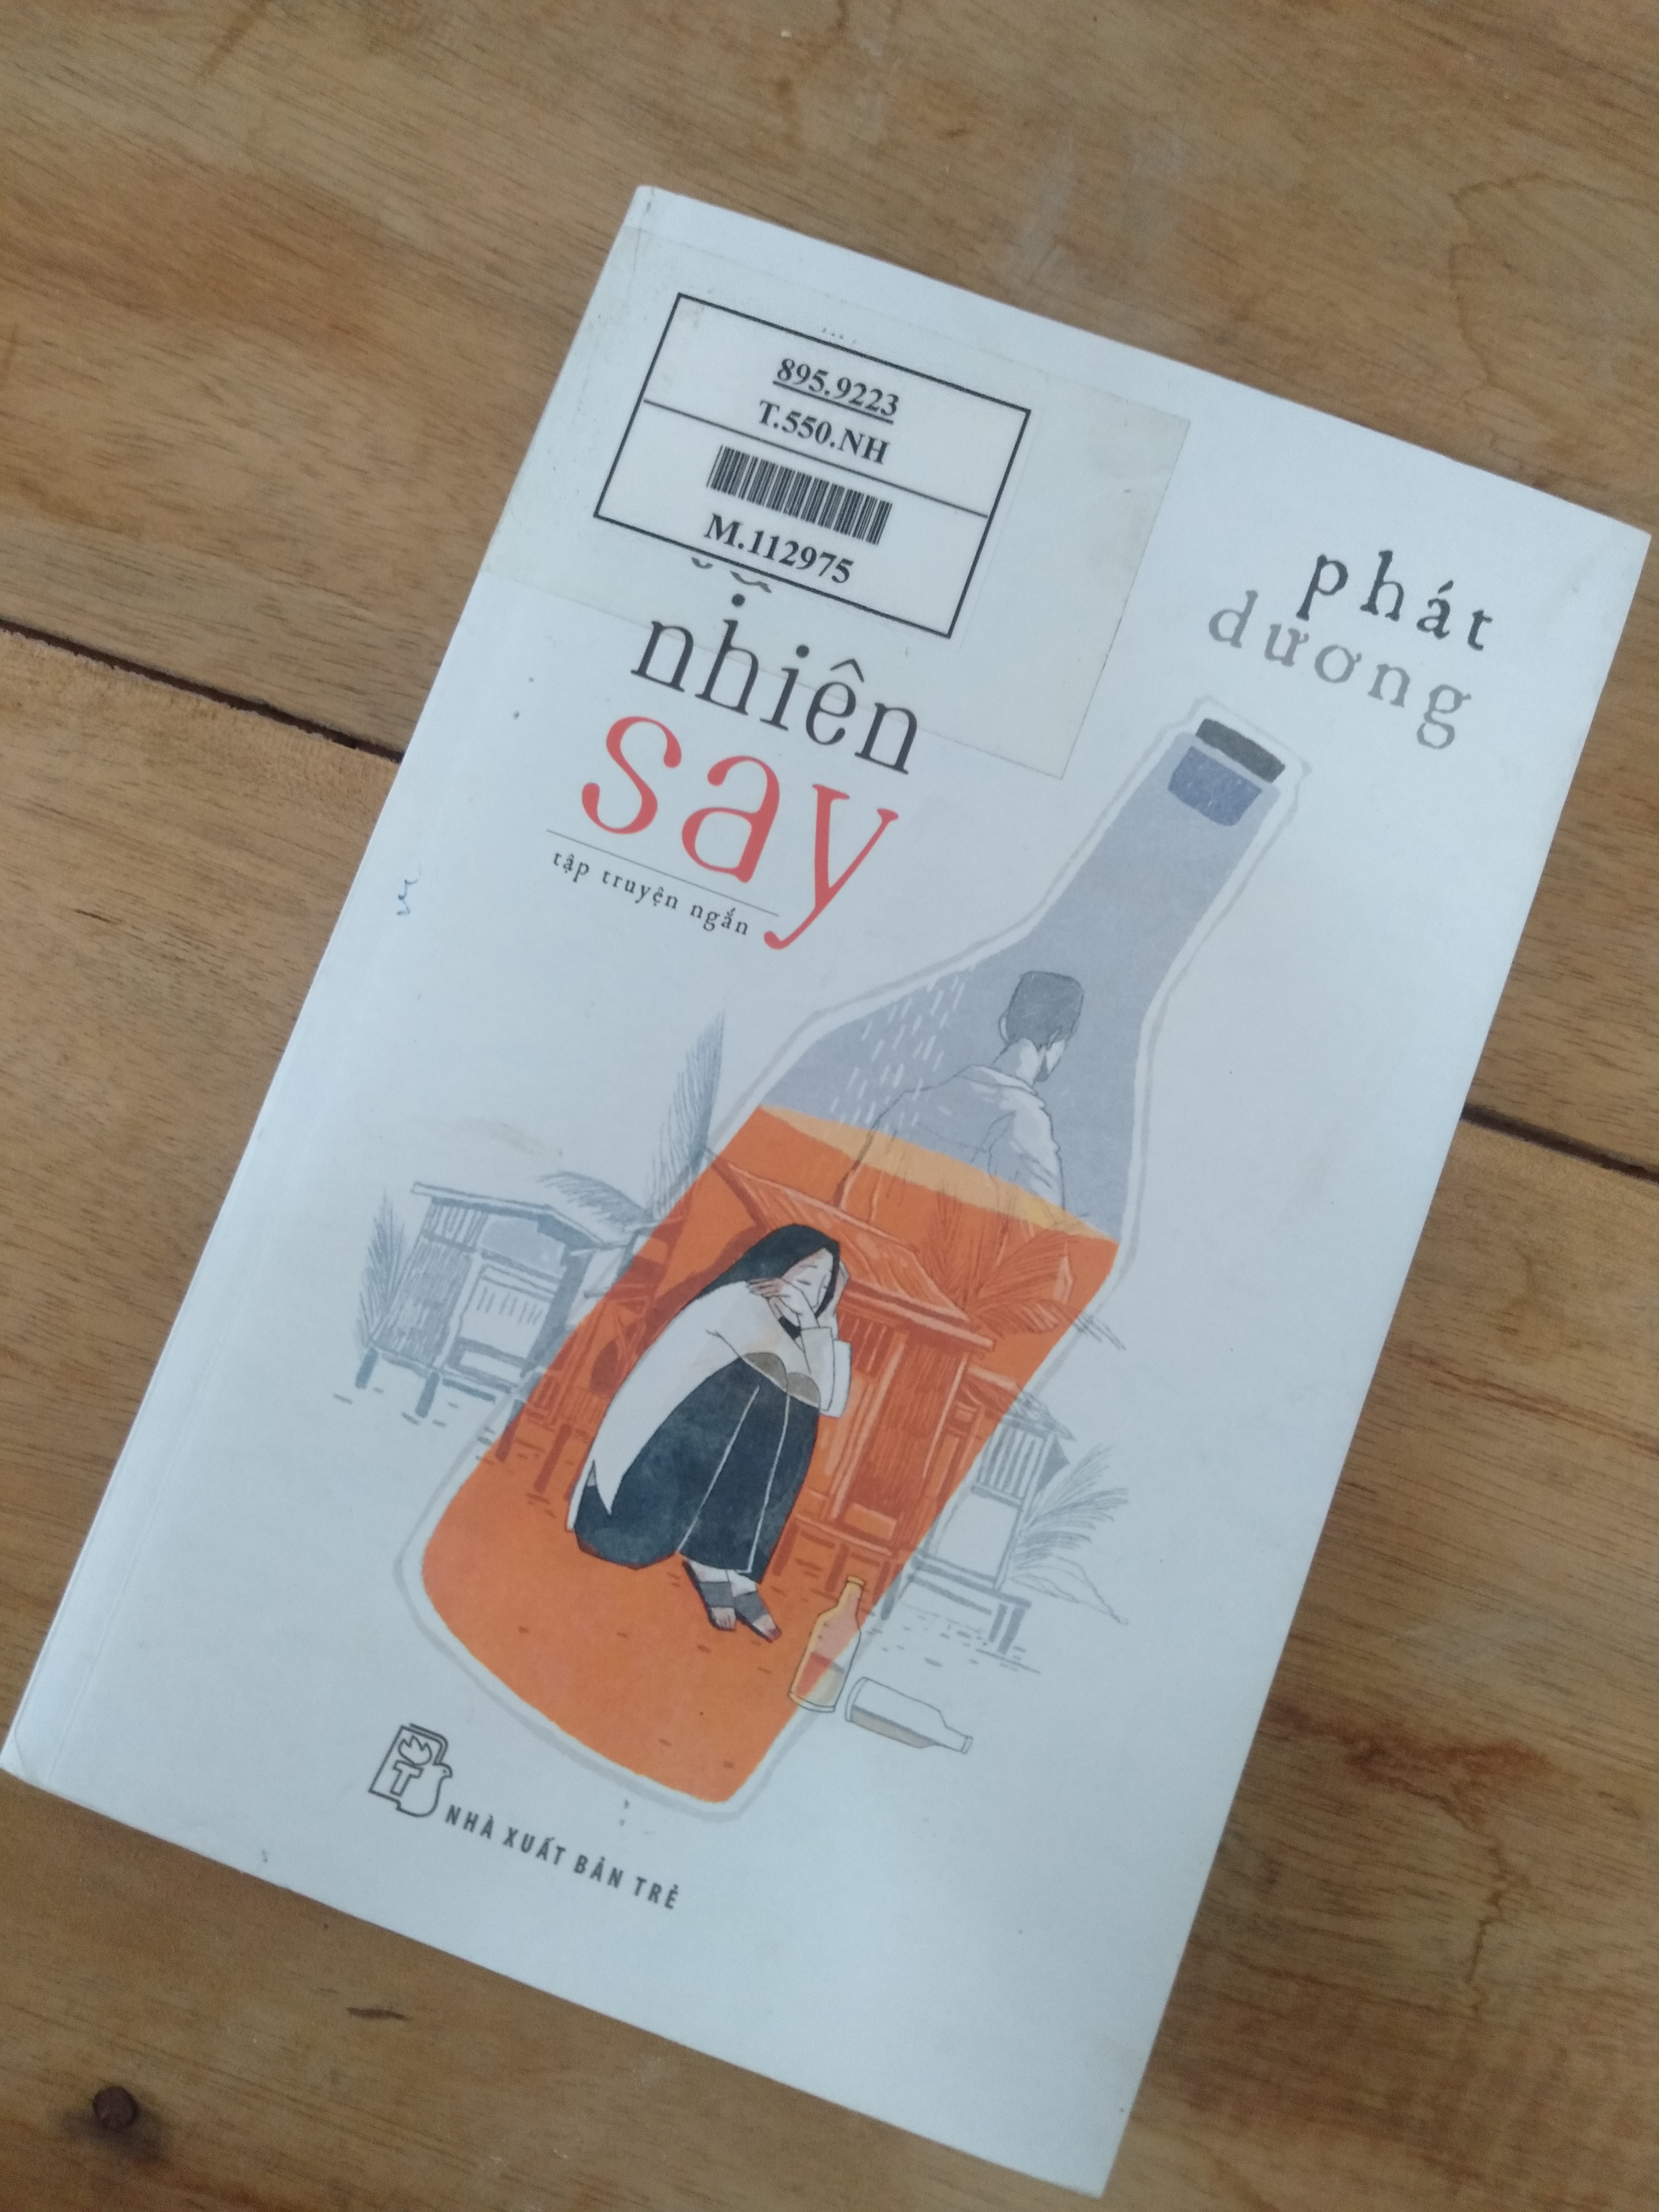 895.9223
T.550.NH
M.112975
nhiên
say
tập truyện ngắn
phát
dương
NHÀ XUẤT BẢN TRẺ